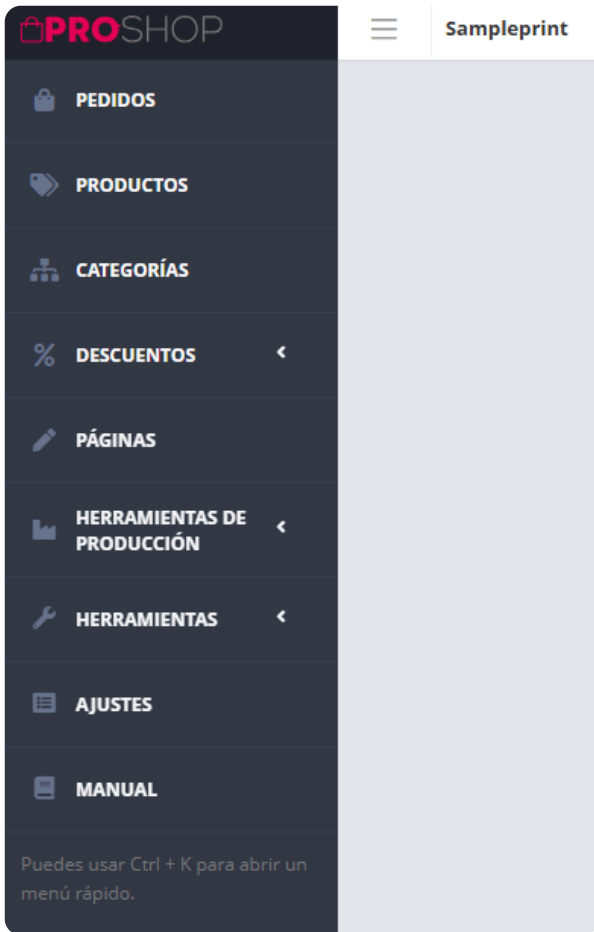 PROSHOP
Sampleprint
PEDIDOS
PRODUCTOS
CATEGORÍAS
DESCUENTOS
PÁGINAS
HERRAMIENTAS DE
PRODUCCIÓN
HERRAMIENTAS
AJUSTES
MANUAL
Puedes usar Ctrl + K para abrir un
menú rápido.